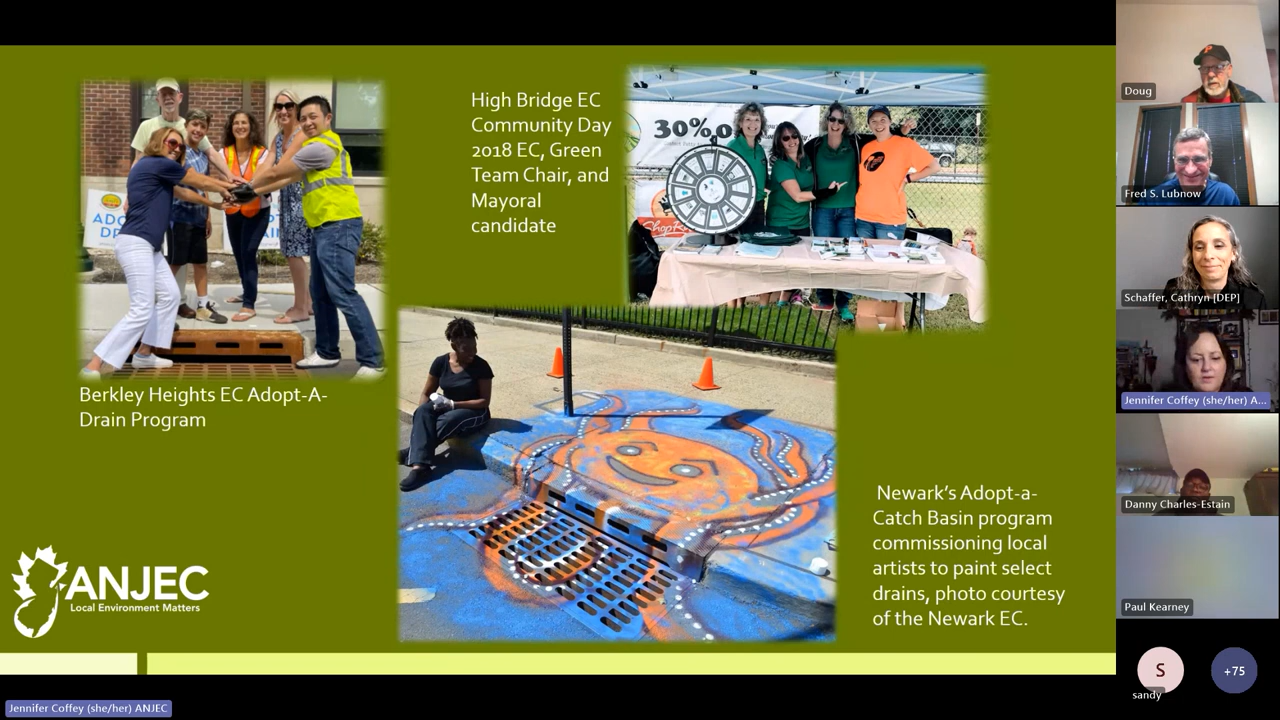 High Bridge EC
Community Day
2018 EC, Green
Team Chair, and
Mayoral
candidate
30%
ShopR
ADO
DR
Berkley Heights EC Adopt-A-
Drain Program
Newark's Adopt-a-
Catch Basin program
commissioning local
artists to paint select
drains, photo courtesy
of the Newark EC.
ANJEC
Local Environment Matters
Jennifer Coffey (she/her) ANJEC
Doug
Fred S. Lubnow
Schaffer, Cathryn [DEP]
Jennifer Coffey (she/her) A...
Danny Charles-Estain
Paul Kearney
S
sandy
+75